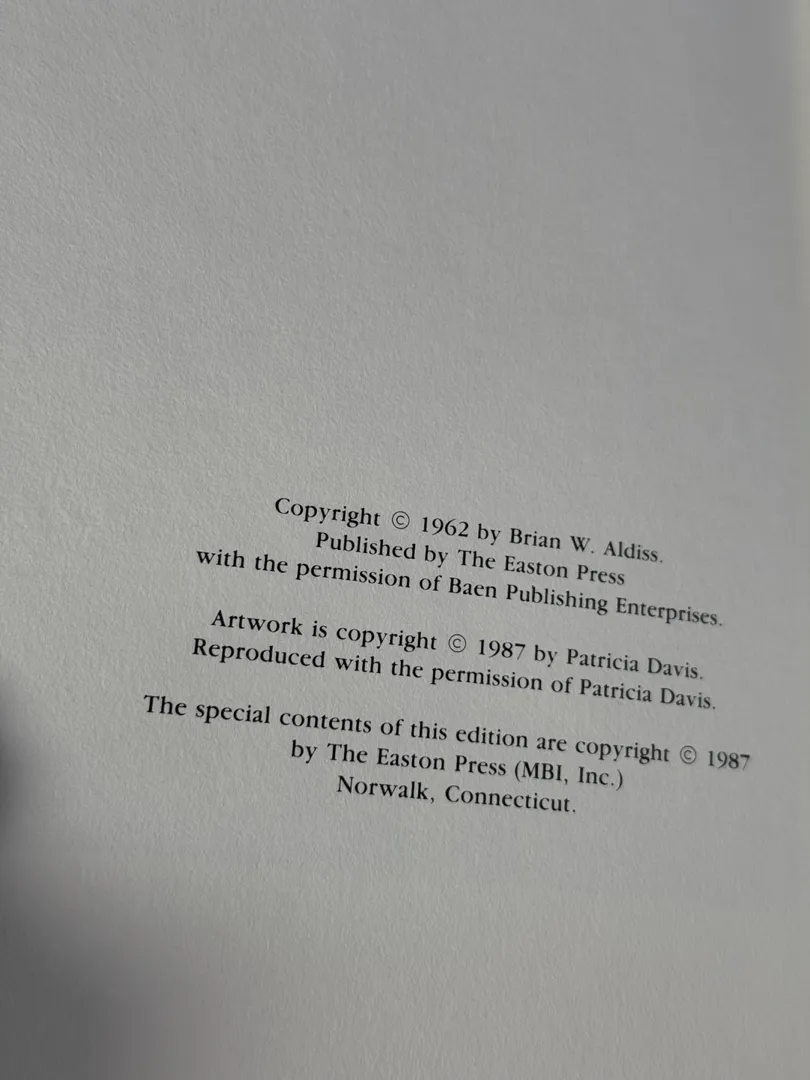 Copyright © 1962 by Brian W. Aldiss.
Published by The Easton Press
with the permission of Baen Publishing Enterprises.
Artwork is copyright © 1987 by Patricia Davis.
Reproduced with the permission of Patricia Davis.
The special contents of this edition are copyright © 1987
by The Easton Press (MBI, Inc.)
Norwalk, Connecticut.